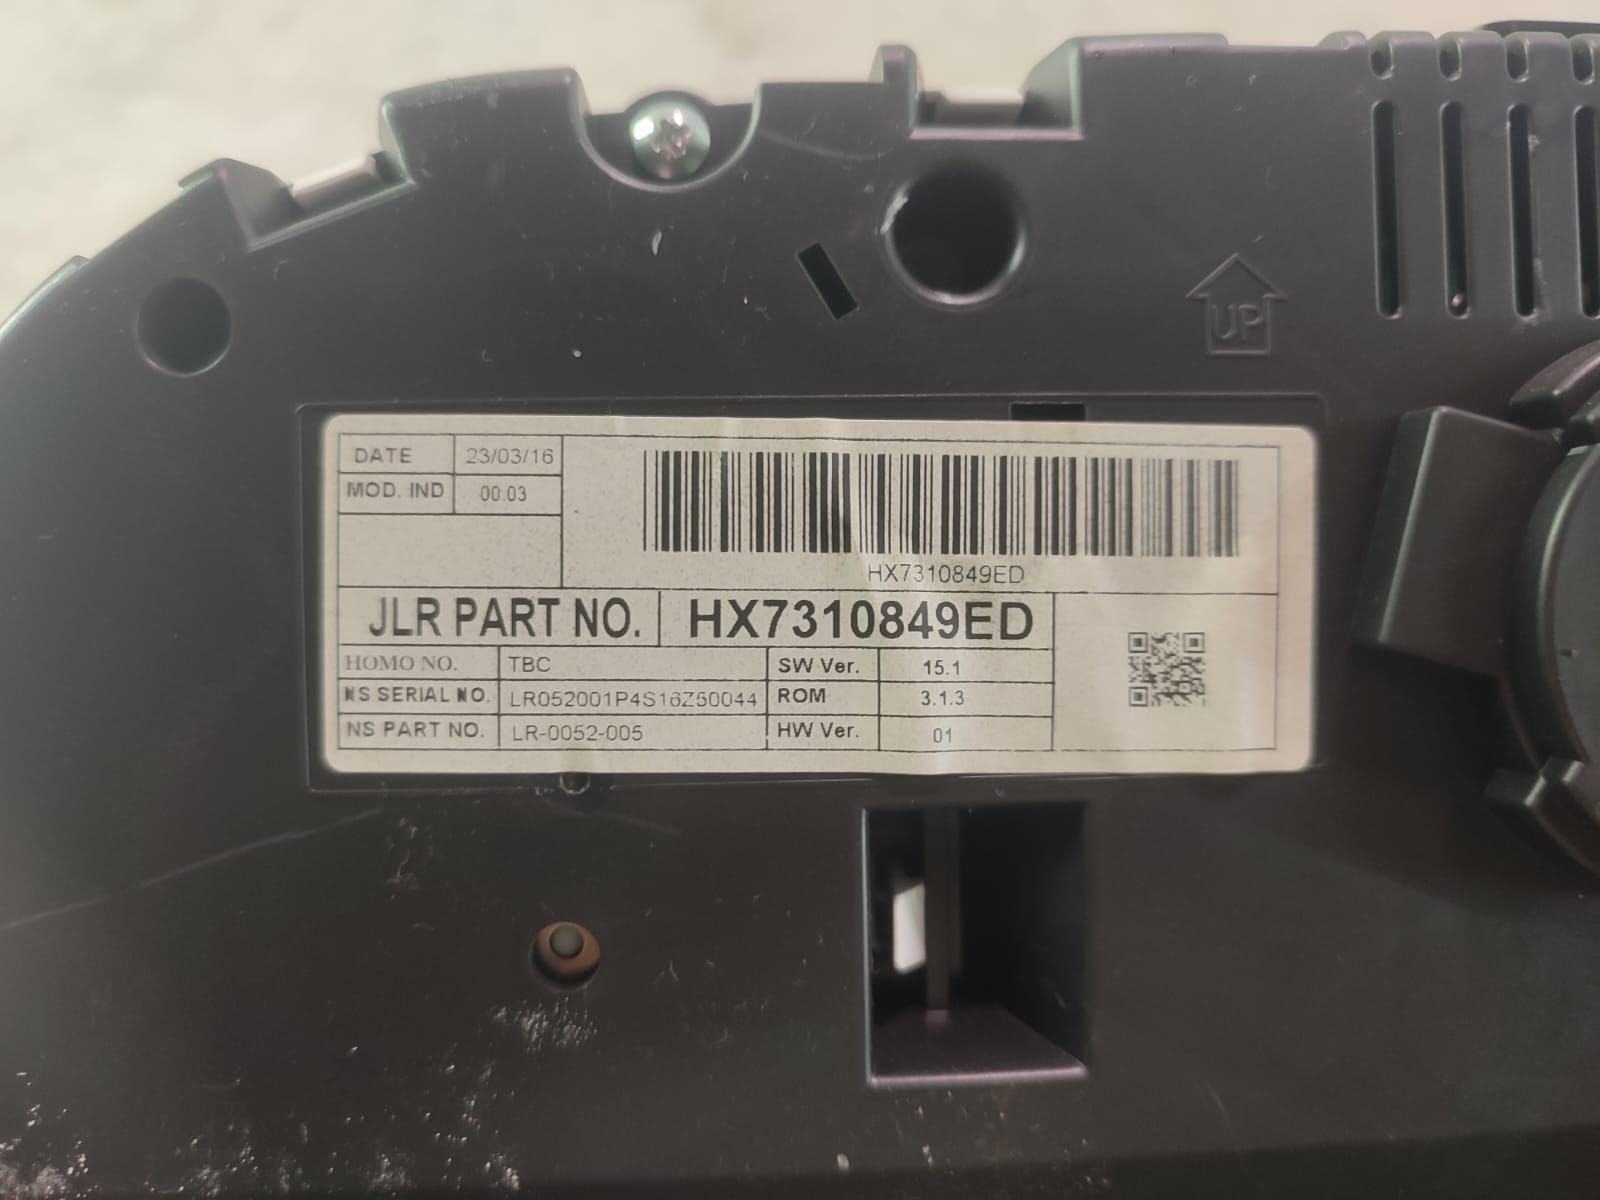 UP
DATE 23/03/16
MOD. IND 00.03
HX7310849ED
JLR PART NO. HX7310849ED
HOMO NO. TBC SW Ver. 15.1
NS SERIAL NO. LR052001P4S16Z50044 ROM 3.1.3
NS PART NO. LR-0052-005 HW Ver. 01